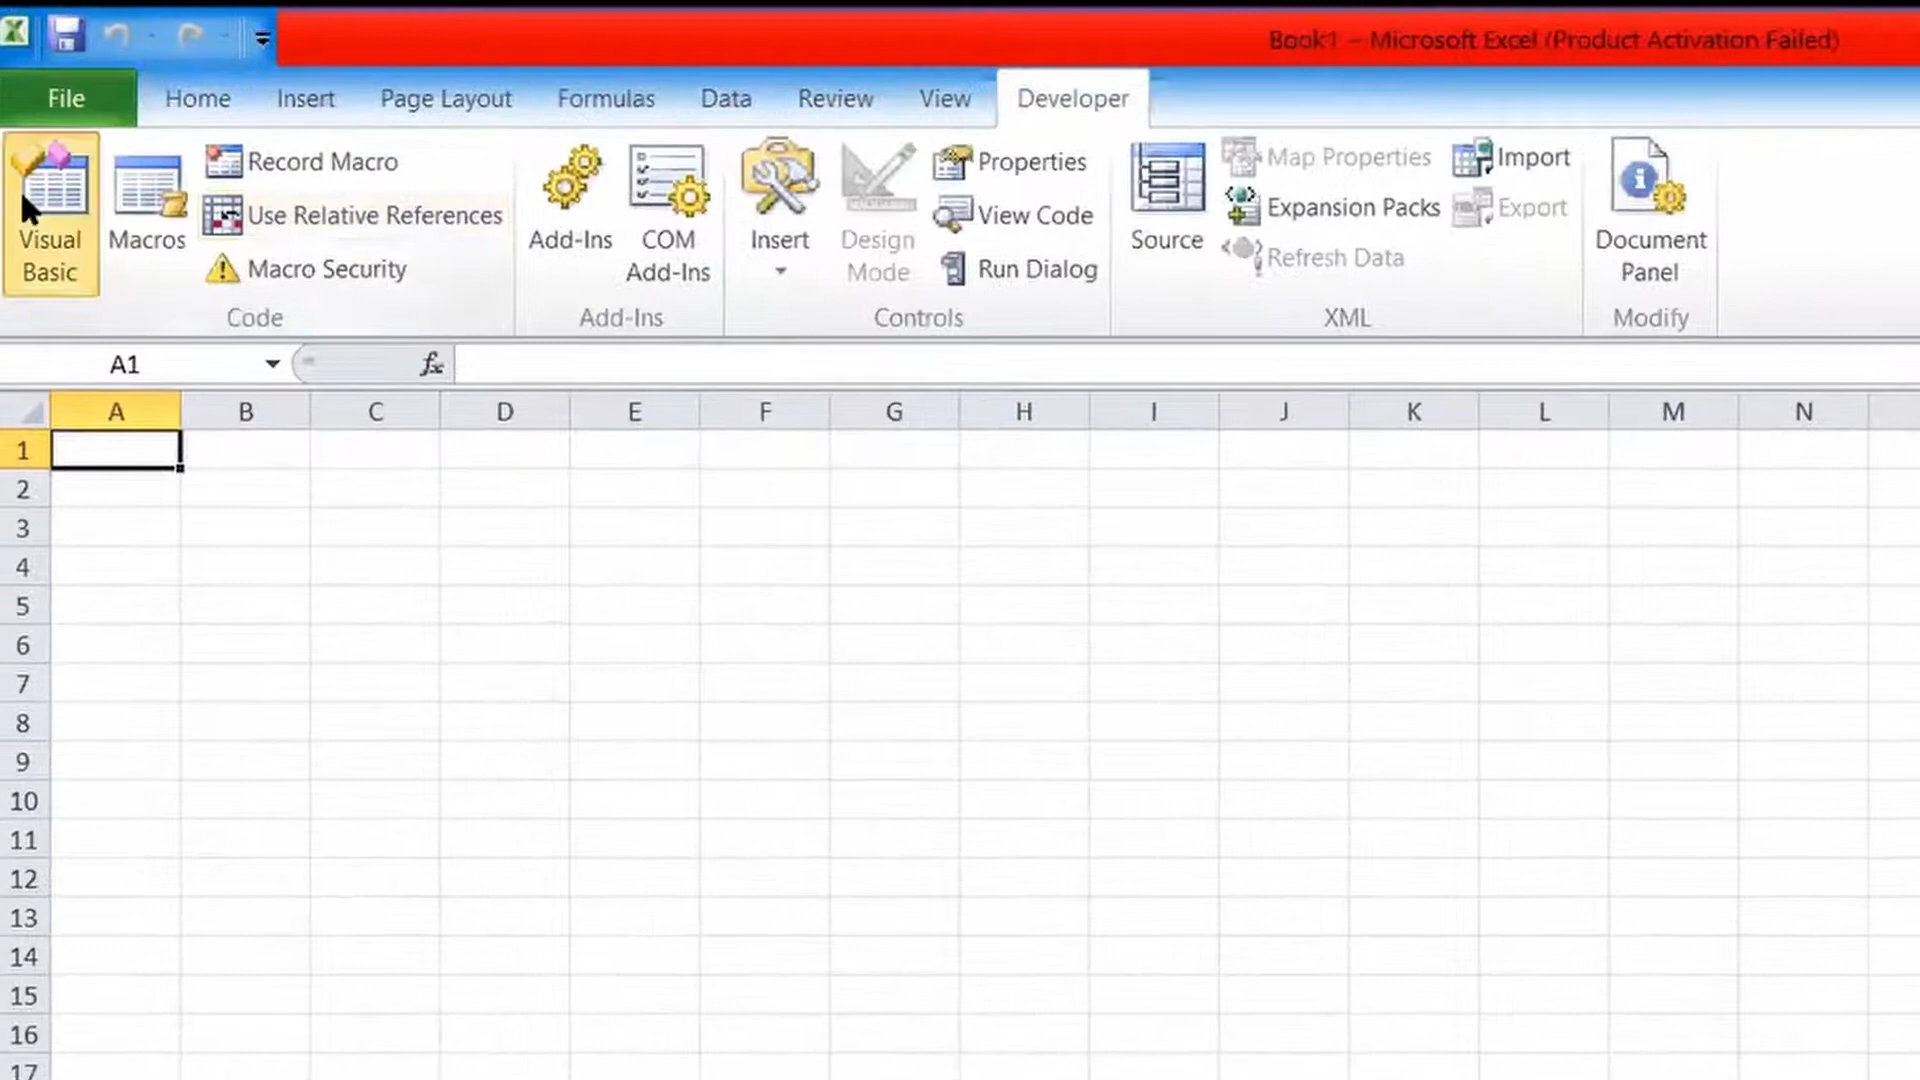 Book1 - Microsoft Excel (Product Activation Failed)
File Home Insert Page Layout Formulas Data Review View Developer
Visual Basic
Macros
Record Macro
Use Relative References
Macro Security
Code
Add-Ins
COM Add-Ins
Add-Ins
Insert
Design Mode
Properties
View Code
Run Dialog
Controls
Source
Map Properties
Expansion Packs
Refresh Data
Import
Export
XML
Document Panel
Modify
A1 fx
A B C D E F G H I J K L M N
1
2
3
4
5
6
7
8
9
10
11
12
13
14
15
16
17